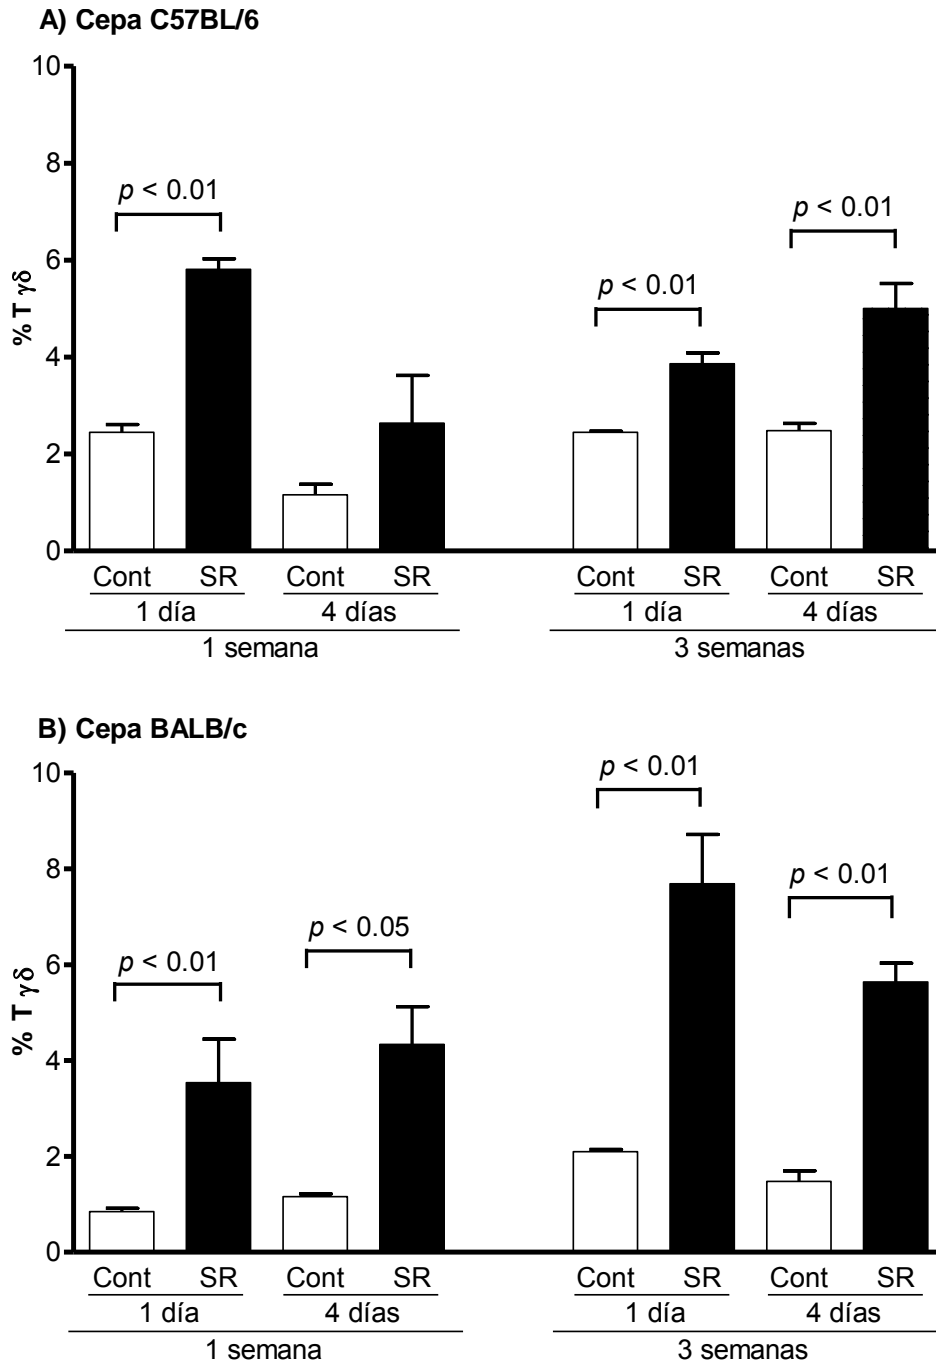 A) Cepa C57BL/6
10
8
6
4
2
0
% T γδ
p < 0.01
p < 0.01
p < 0.01
Cont SR Cont SR Cont SR Cont SR
1 día 4 días 1 día 4 días
1 semana 3 semanas
B) Cepa BALB/c
10
8
6
4
2
0
% T γδ
p < 0.01
p < 0.05
p < 0.01
p < 0.01
Cont SR Cont SR Cont SR Cont SR
1 día 4 días 1 día 4 días
1 semana 3 semanas